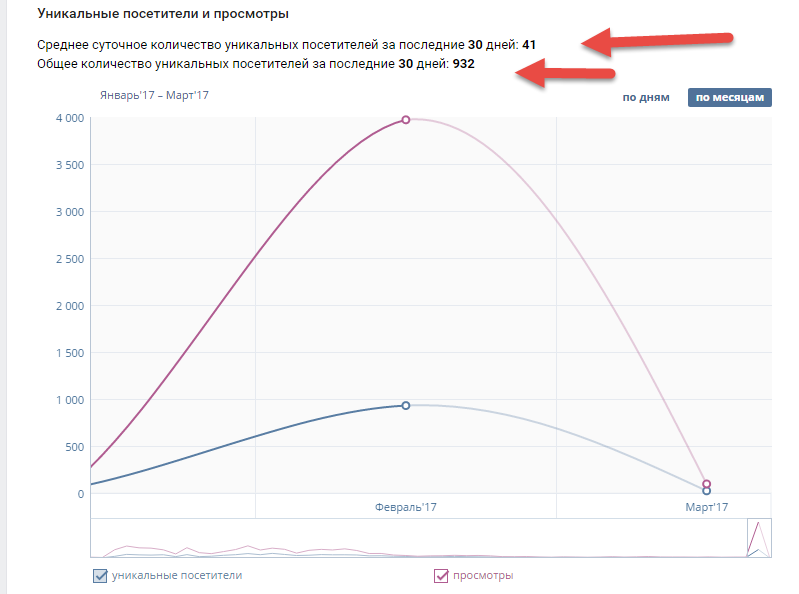 Уникальные посетители и просмотры
Среднее суточное количество уникальных посетителей за последние 30 дней: 41
Общее количество уникальных посетителей за последние 30 дней: 932
Январь'17 – Март'17
по дням
по месяцам
4 000
3 500
3 000
2 500
2 000
1 500
1 000
500
0
Февраль'17
Март'17
уникальные посетители
просмотры